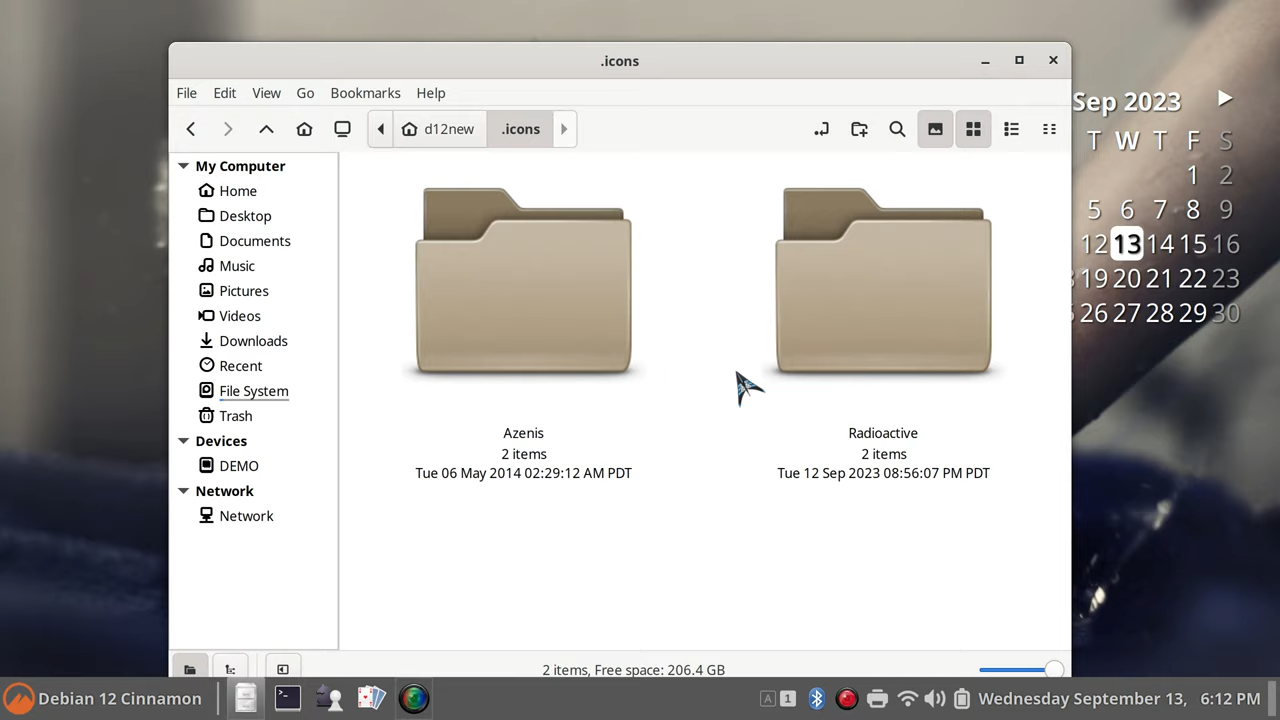 .icons
File Edit View Go Bookmarks Help
d12new .icons
My Computer
Home
Desktop
Documents
Music
Pictures
Videos
Downloads
Recent
File System
Trash
Devices
DEMO
Network
Network
Azenis
2 items
Tue 06 May 2014 02:29:12 AM PDT
Radioactive
2 items
Tue 12 Sep 2023 08:56:07 PM PDT
2 items, Free space: 206.4 GB
Sep 2023
T W T F S
1 2
5 6 7 8 9
12 13 14 15 16
19 20 21 22 23
26 27 28 29 30
Debian 12 Cinnamon
A 1
Wednesday September 13, 6:12 PM